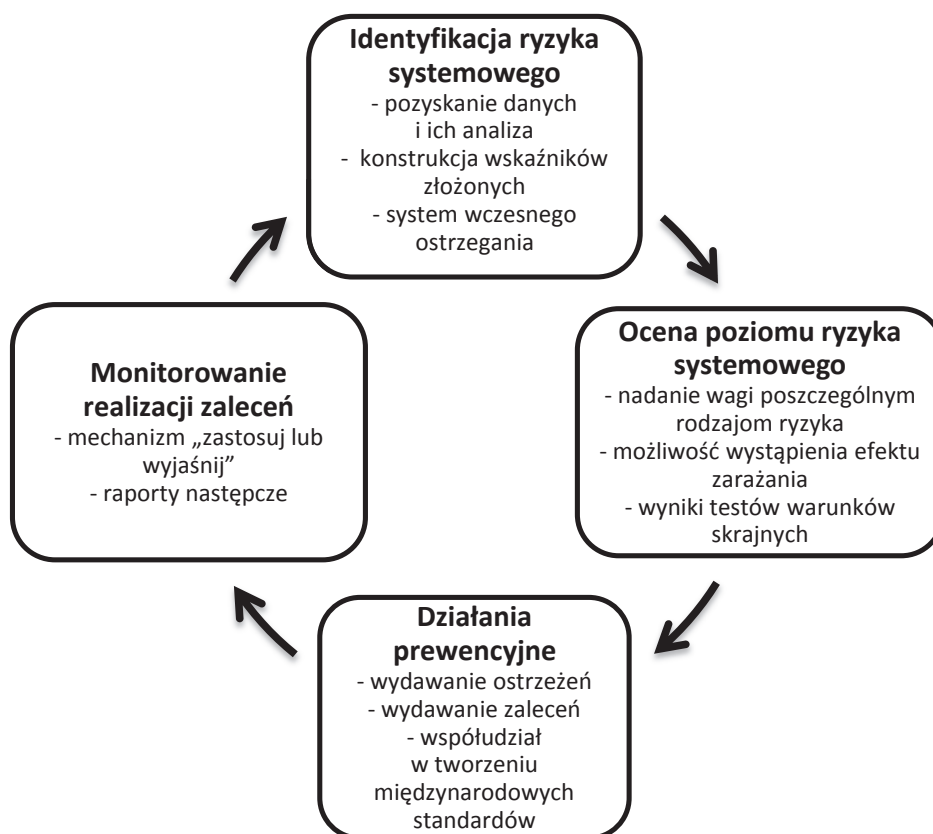 Identyfikacja ryzyka
systemowego
- pozyskanie danych
i ich analiza
- konstrukcja wskaźników
złożonych
- system wczesnego
ostrzegania
Ocena poziomu ryzyka
systemowego
- nadanie wagi poszczególnym
rodzajom ryzyka
- możliwość wystąpienia efektu
zarażania
- wyniki testów warunków
skrajnych
Działania
prewencyjne
- wydawanie ostrzeżeń
- wydawanie zaleceń
- współudział
w tworzeniu
międzynarodowych
standardów
Monitorowanie
realizacji zaleceń
- mechanizm „zastosuj lub
wyjaśnij”
- raporty następcze